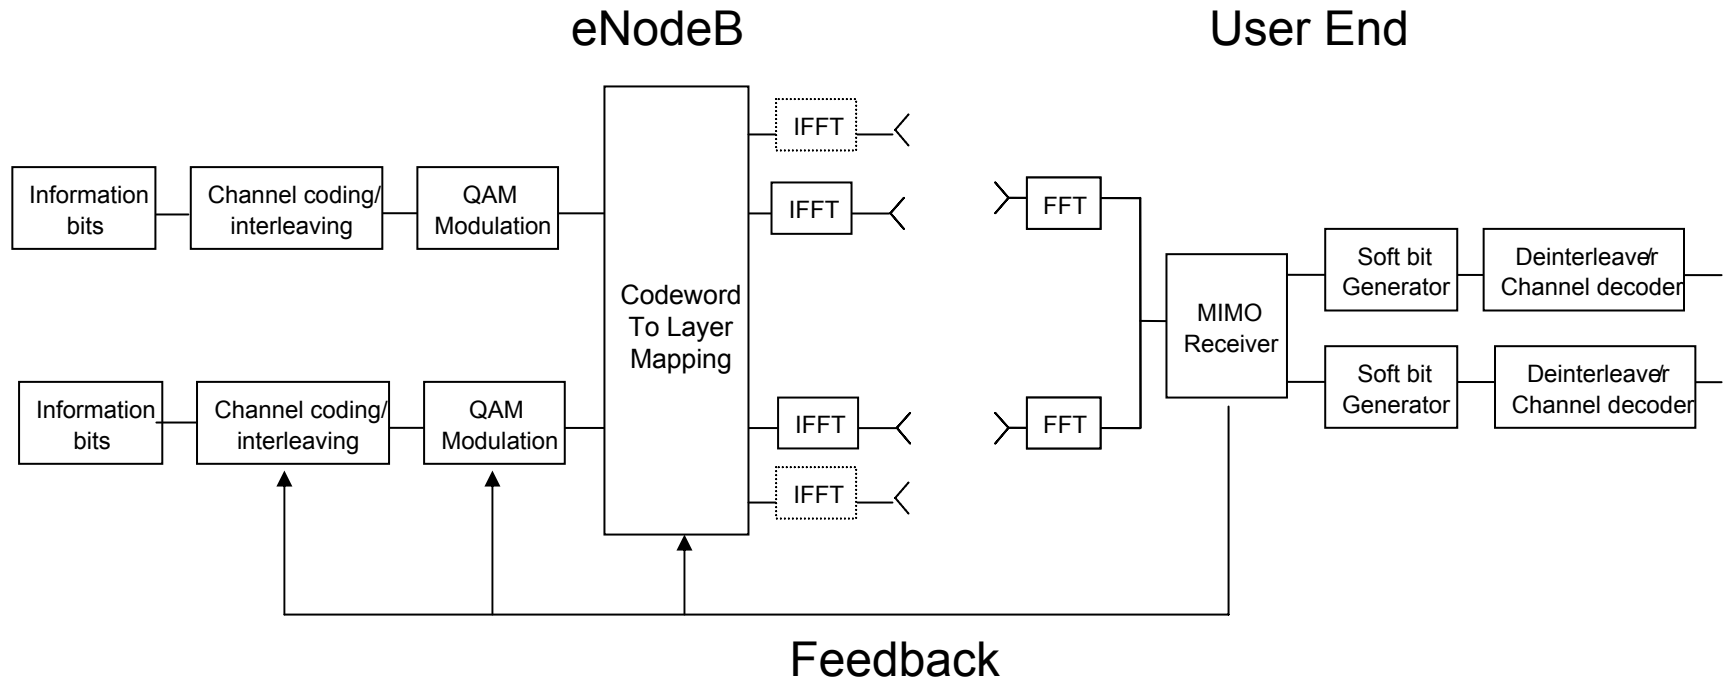 eNodeB
User End
IFFT
Information
bits
Channel coding/
interleaving
QAM
Modulation
IFFT
FFT
Codeword
To Layer
Mapping
MIMO
Receiver
Soft bit
Generator
Deinterleaver/
Channel decoder
Soft bit
Generator
Deinterleaver/
Channel decoder
Information
bits
Channel coding/
interleaving
QAM
Modulation
IFFT
FFT
IFFT
Feedback